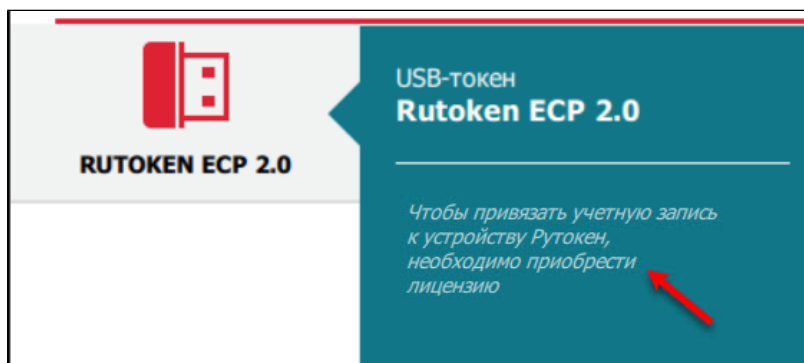 RUTOKEN ECP 2.0
USB-токен
Rutoken ECP 2.0
Чтобы привязать учетную запись
к устройству Рутокен,
необходимо приобрести
лицензию